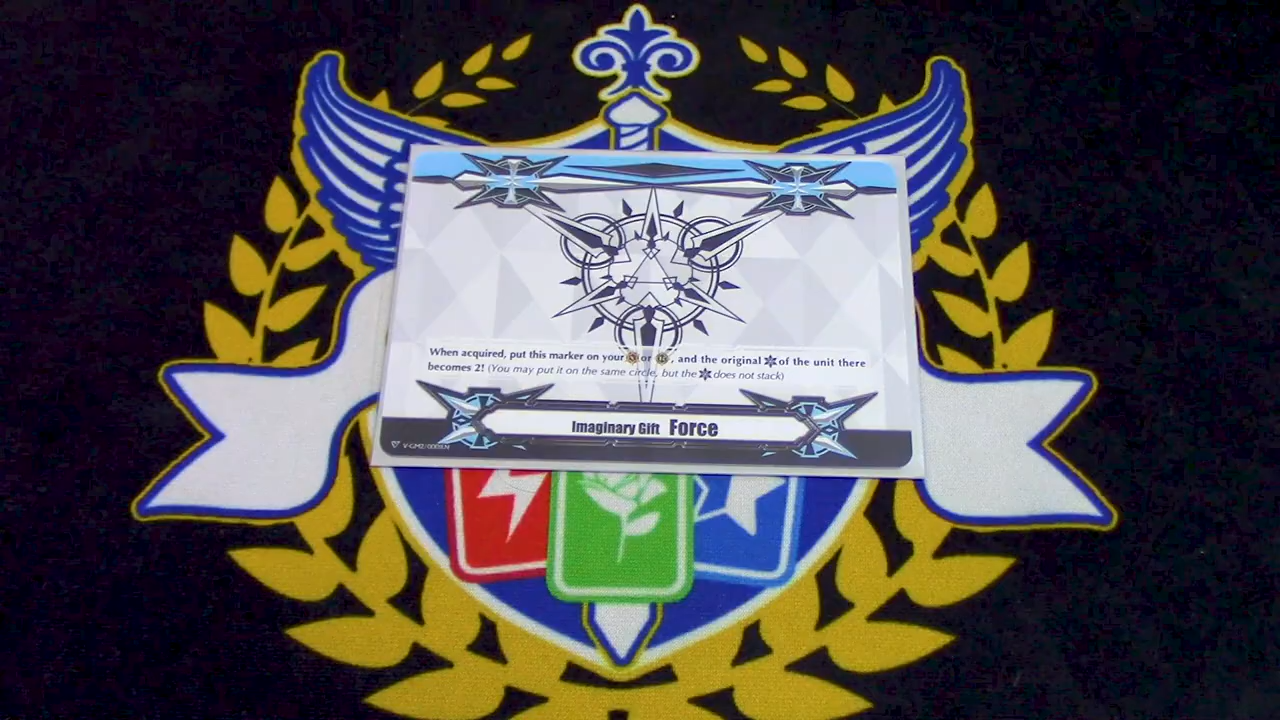 When acquired, put this marker on your or , and the original of the unit there
becomes 2! (You may put it on the same circle, but the does not stack)
Imaginary Gift Force